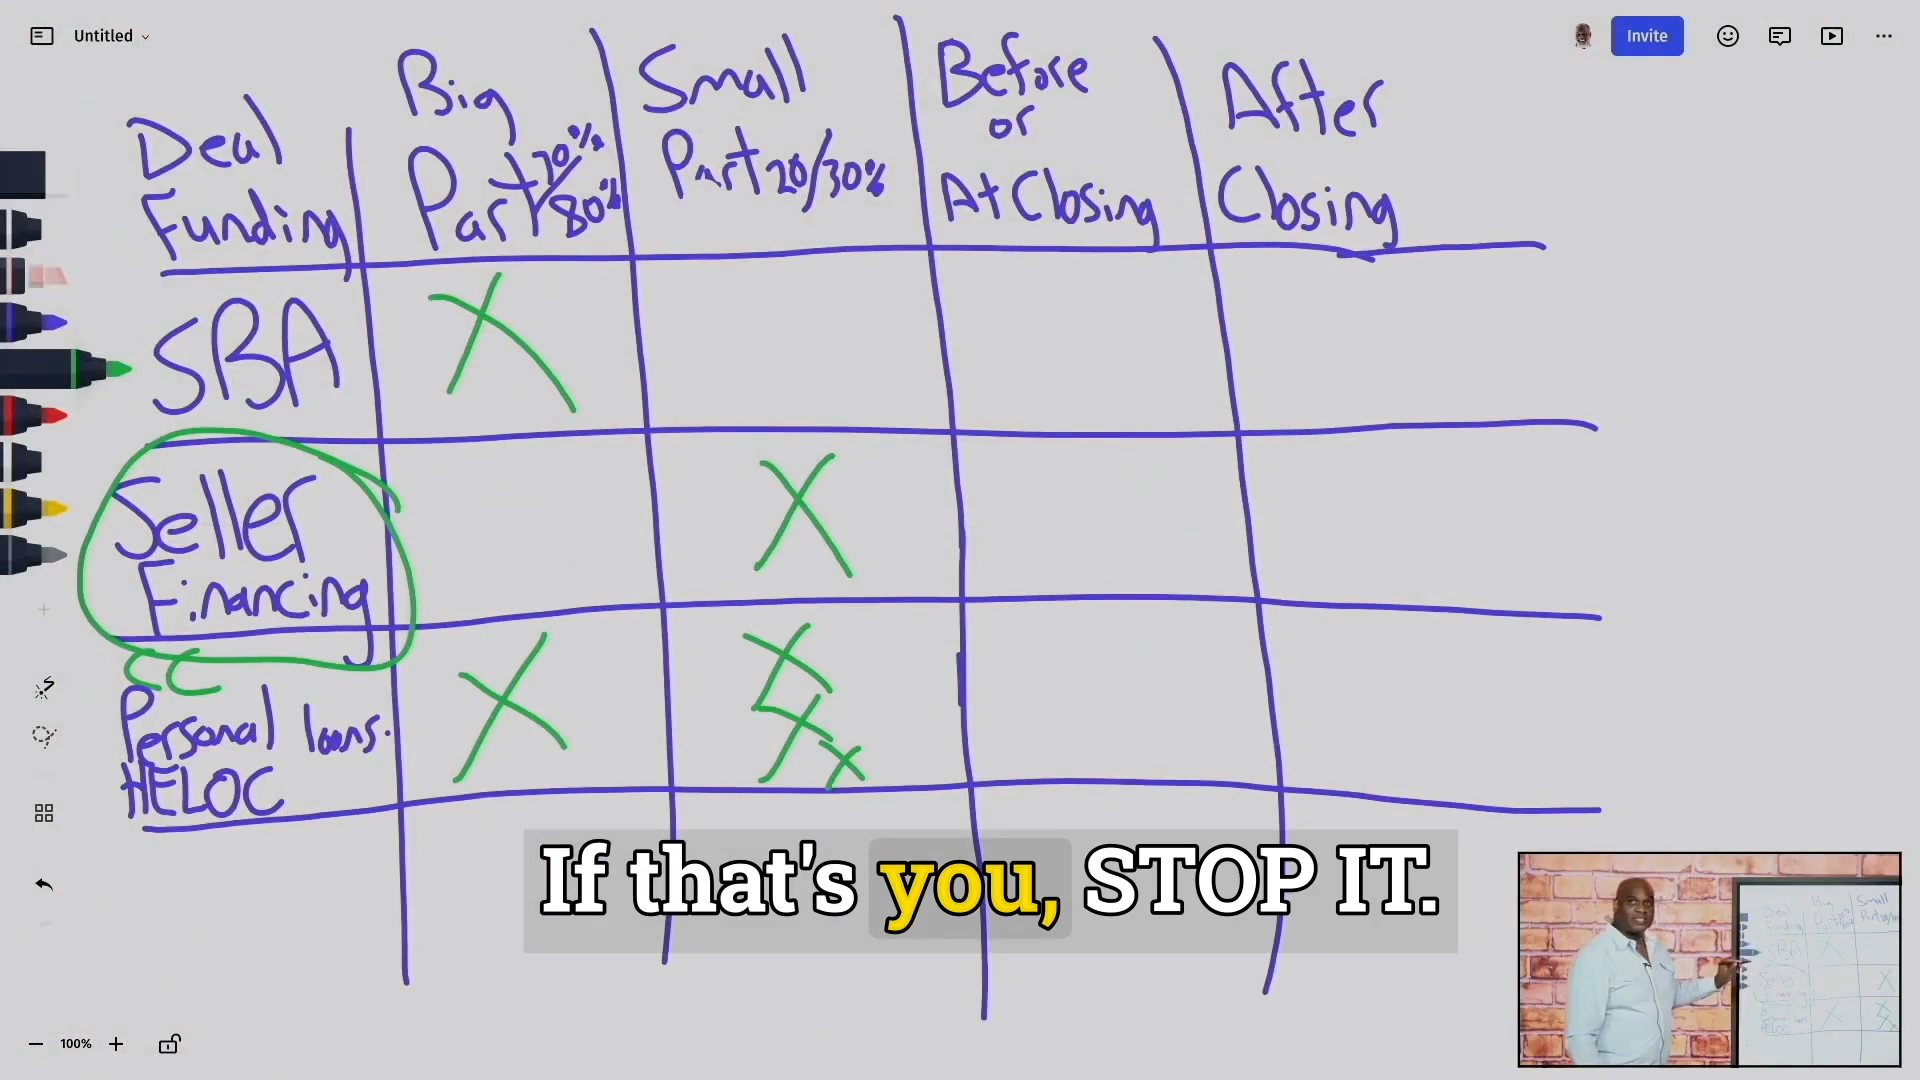 Untitled
Invite
Deal
Funding
Big
Part 70%/80%
Small
Part 20/30%
Before
or
At Closing
After
Closing
SBA
X
Seller
Financing
X
CC
Personal loans.
HELOC
X
X
X
X
If that's you, STOP IT.
100%